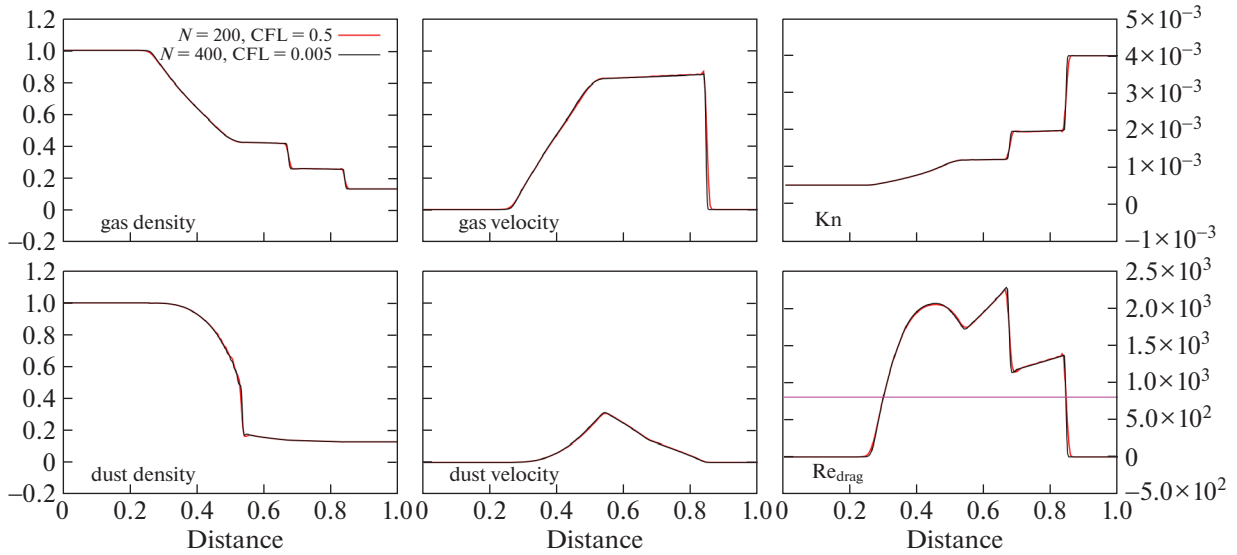 1.2
1.0
0.8
0.6
0.4
0.2
0
−0.2
N = 200, CFL = 0.5
N = 400, CFL = 0.005
gas density
gas velocity
Kn
5×10⁻³
4×10⁻³
3×10⁻³
2×10⁻³
1×10⁻³
0
−1×10⁻³
1.2
1.0
0.8
0.6
0.4
0.2
0
−0.2
dust density
dust velocity
Re_drag
2.5×10³
2.0×10³
1.5×10³
1.0×10³
5.0×10²
0
−5.0×10²
0 0.2 0.4 0.6 0.8 1.0
0 0.2 0.4 0.6 0.8 1.0
0 0.2 0.4 0.6 0.8 1.0
Distance
Distance
Distance